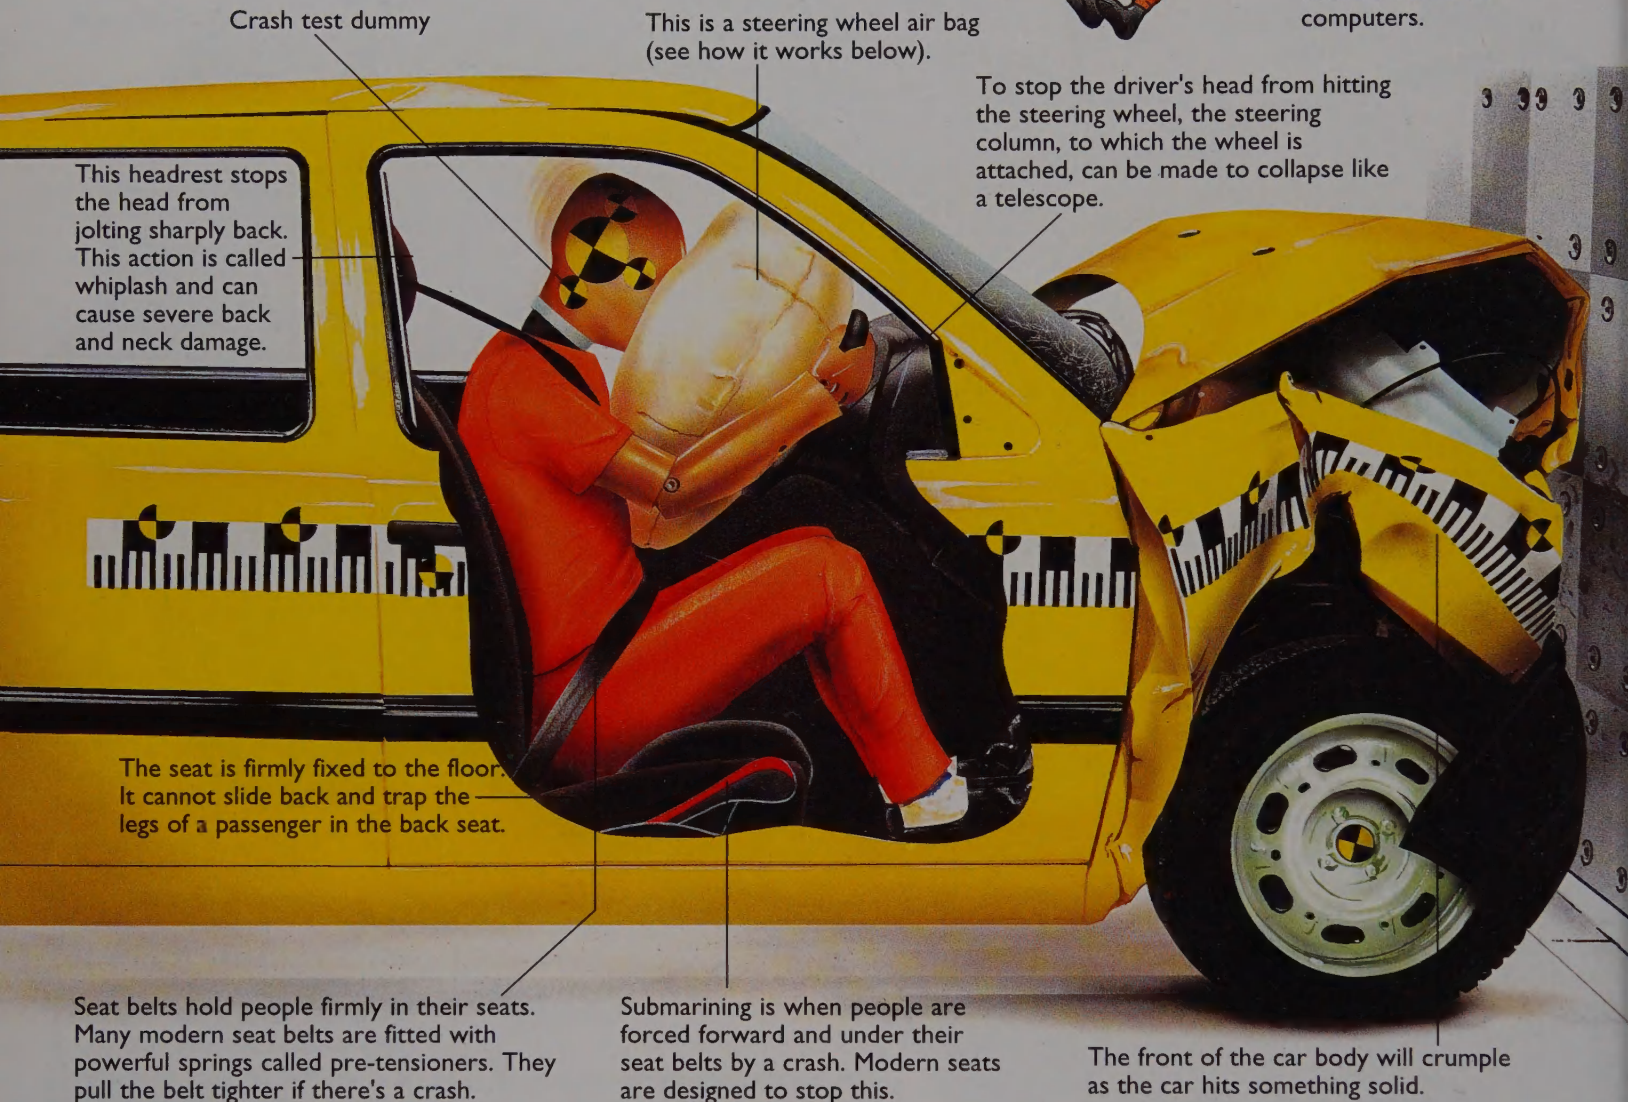 Crash test dummy
This is a steering wheel air bag
(see how it works below).
computers.
To stop the driver's head from hitting
the steering wheel, the steering
column, to which the wheel is
attached, can be made to collapse like
a telescope.
This headrest stops
the head from
jolting sharply back.
This action is called
whiplash and can
cause severe back
and neck damage.
The seat is firmly fixed to the floor.
It cannot slide back and trap the
legs of a passenger in the back seat.
Seat belts hold people firmly in their seats.
Many modern seat belts are fitted with
powerful springs called pre-tensioners. They
pull the belt tighter if there's a crash.
Submarining is when people are
forced forward and under their
seat belts by a crash. Modern seats
are designed to stop this.
The front of the car body will crumple
as the car hits something solid.